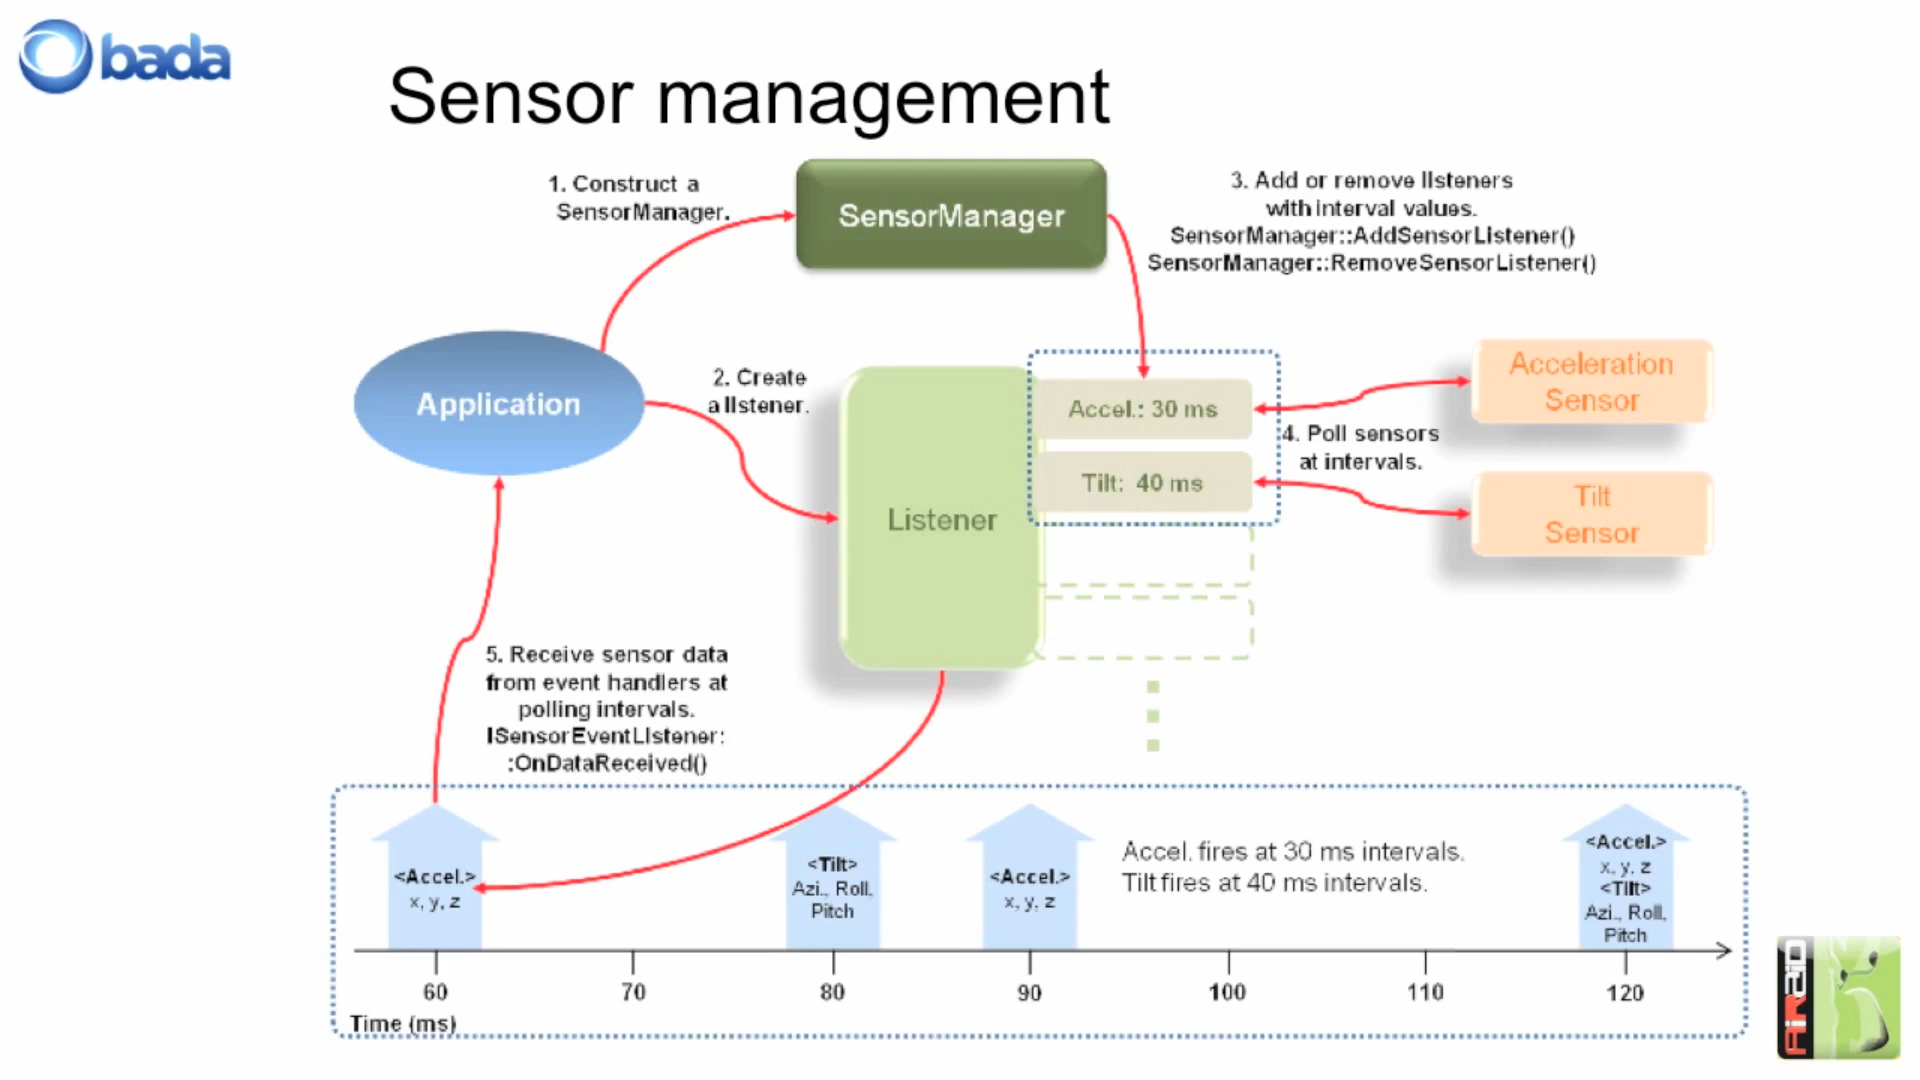 bada
Sensor management
1. Construct a
SensorManager.
SensorManager
3. Add or remove listeners
with interval values.
SensorManager::AddSensorListener()
SensorManager::RemoveSensorListener()
Application
2. Create
a listener.
Listener
Accel.: 30 ms
Tilt: 40 ms
4. Poll sensors
at intervals.
Acceleration
Sensor
Tilt
Sensor
5. Receive sensor data
from event handlers at
polling intervals.
ISensorEventListener:
:OnDataReceived()
<Accel.>
x, y, z
<Tilt>
Azi., Roll,
Pitch
<Accel.>
x, y, z
Accel. fires at 30 ms intervals.
Tilt fires at 40 ms intervals.
<Accel.>
x, y, z
<Tilt>
Azi., Roll,
Pitch
60 70 80 90 100 110 120
Time (ms)
AiRaiD